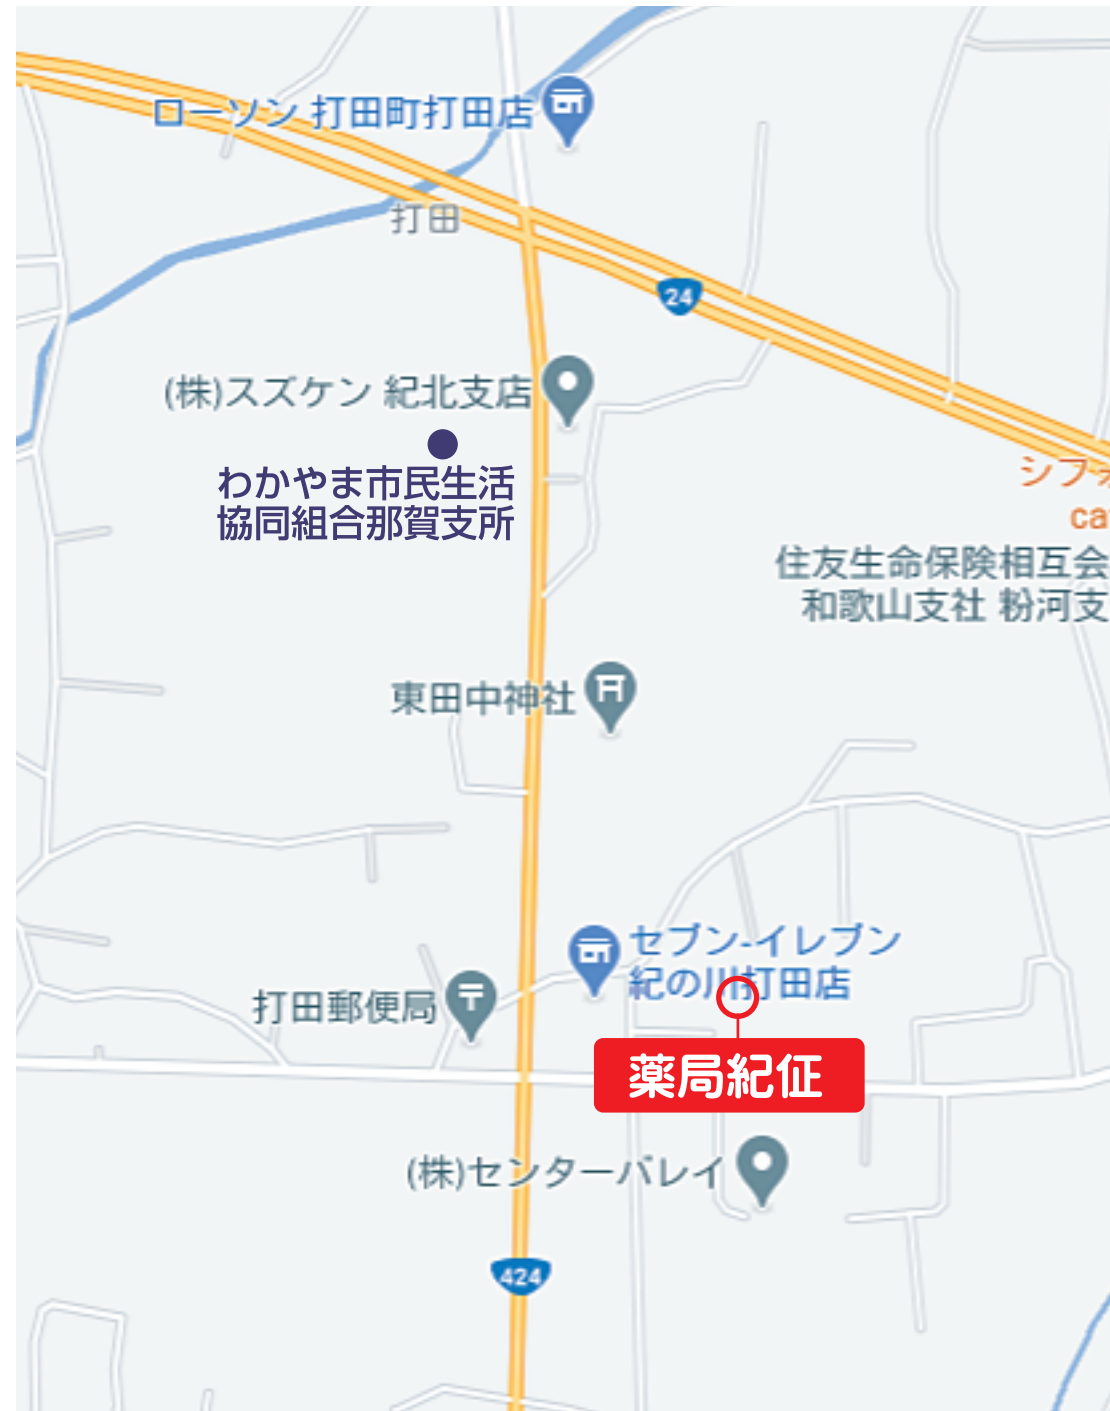 ローソン 打田町打田店
打田
24
(株)スズケン 紀北支店
わかやま市民生活
協同組合那賀支所
シフォ
ca
住友生命保険相互会
和歌山支社 粉河支
東田中神社
セブン-イレブン
紀の川打田店
打田郵便局
薬局紀征
(株)センターバレイ
424